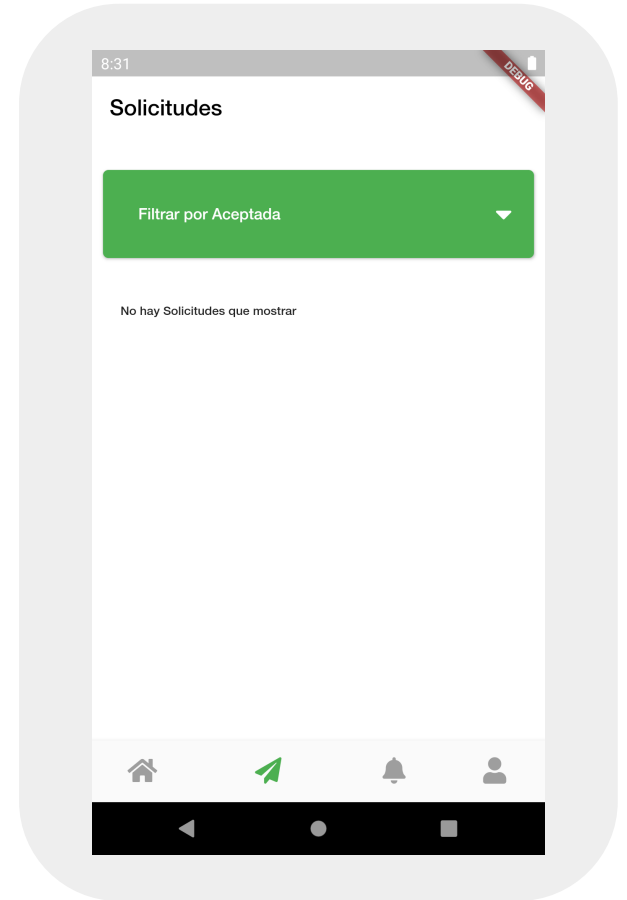 8:31
DEBUG
Solicitudes
Filtrar por Aceptada
No hay Solicitudes que mostrar